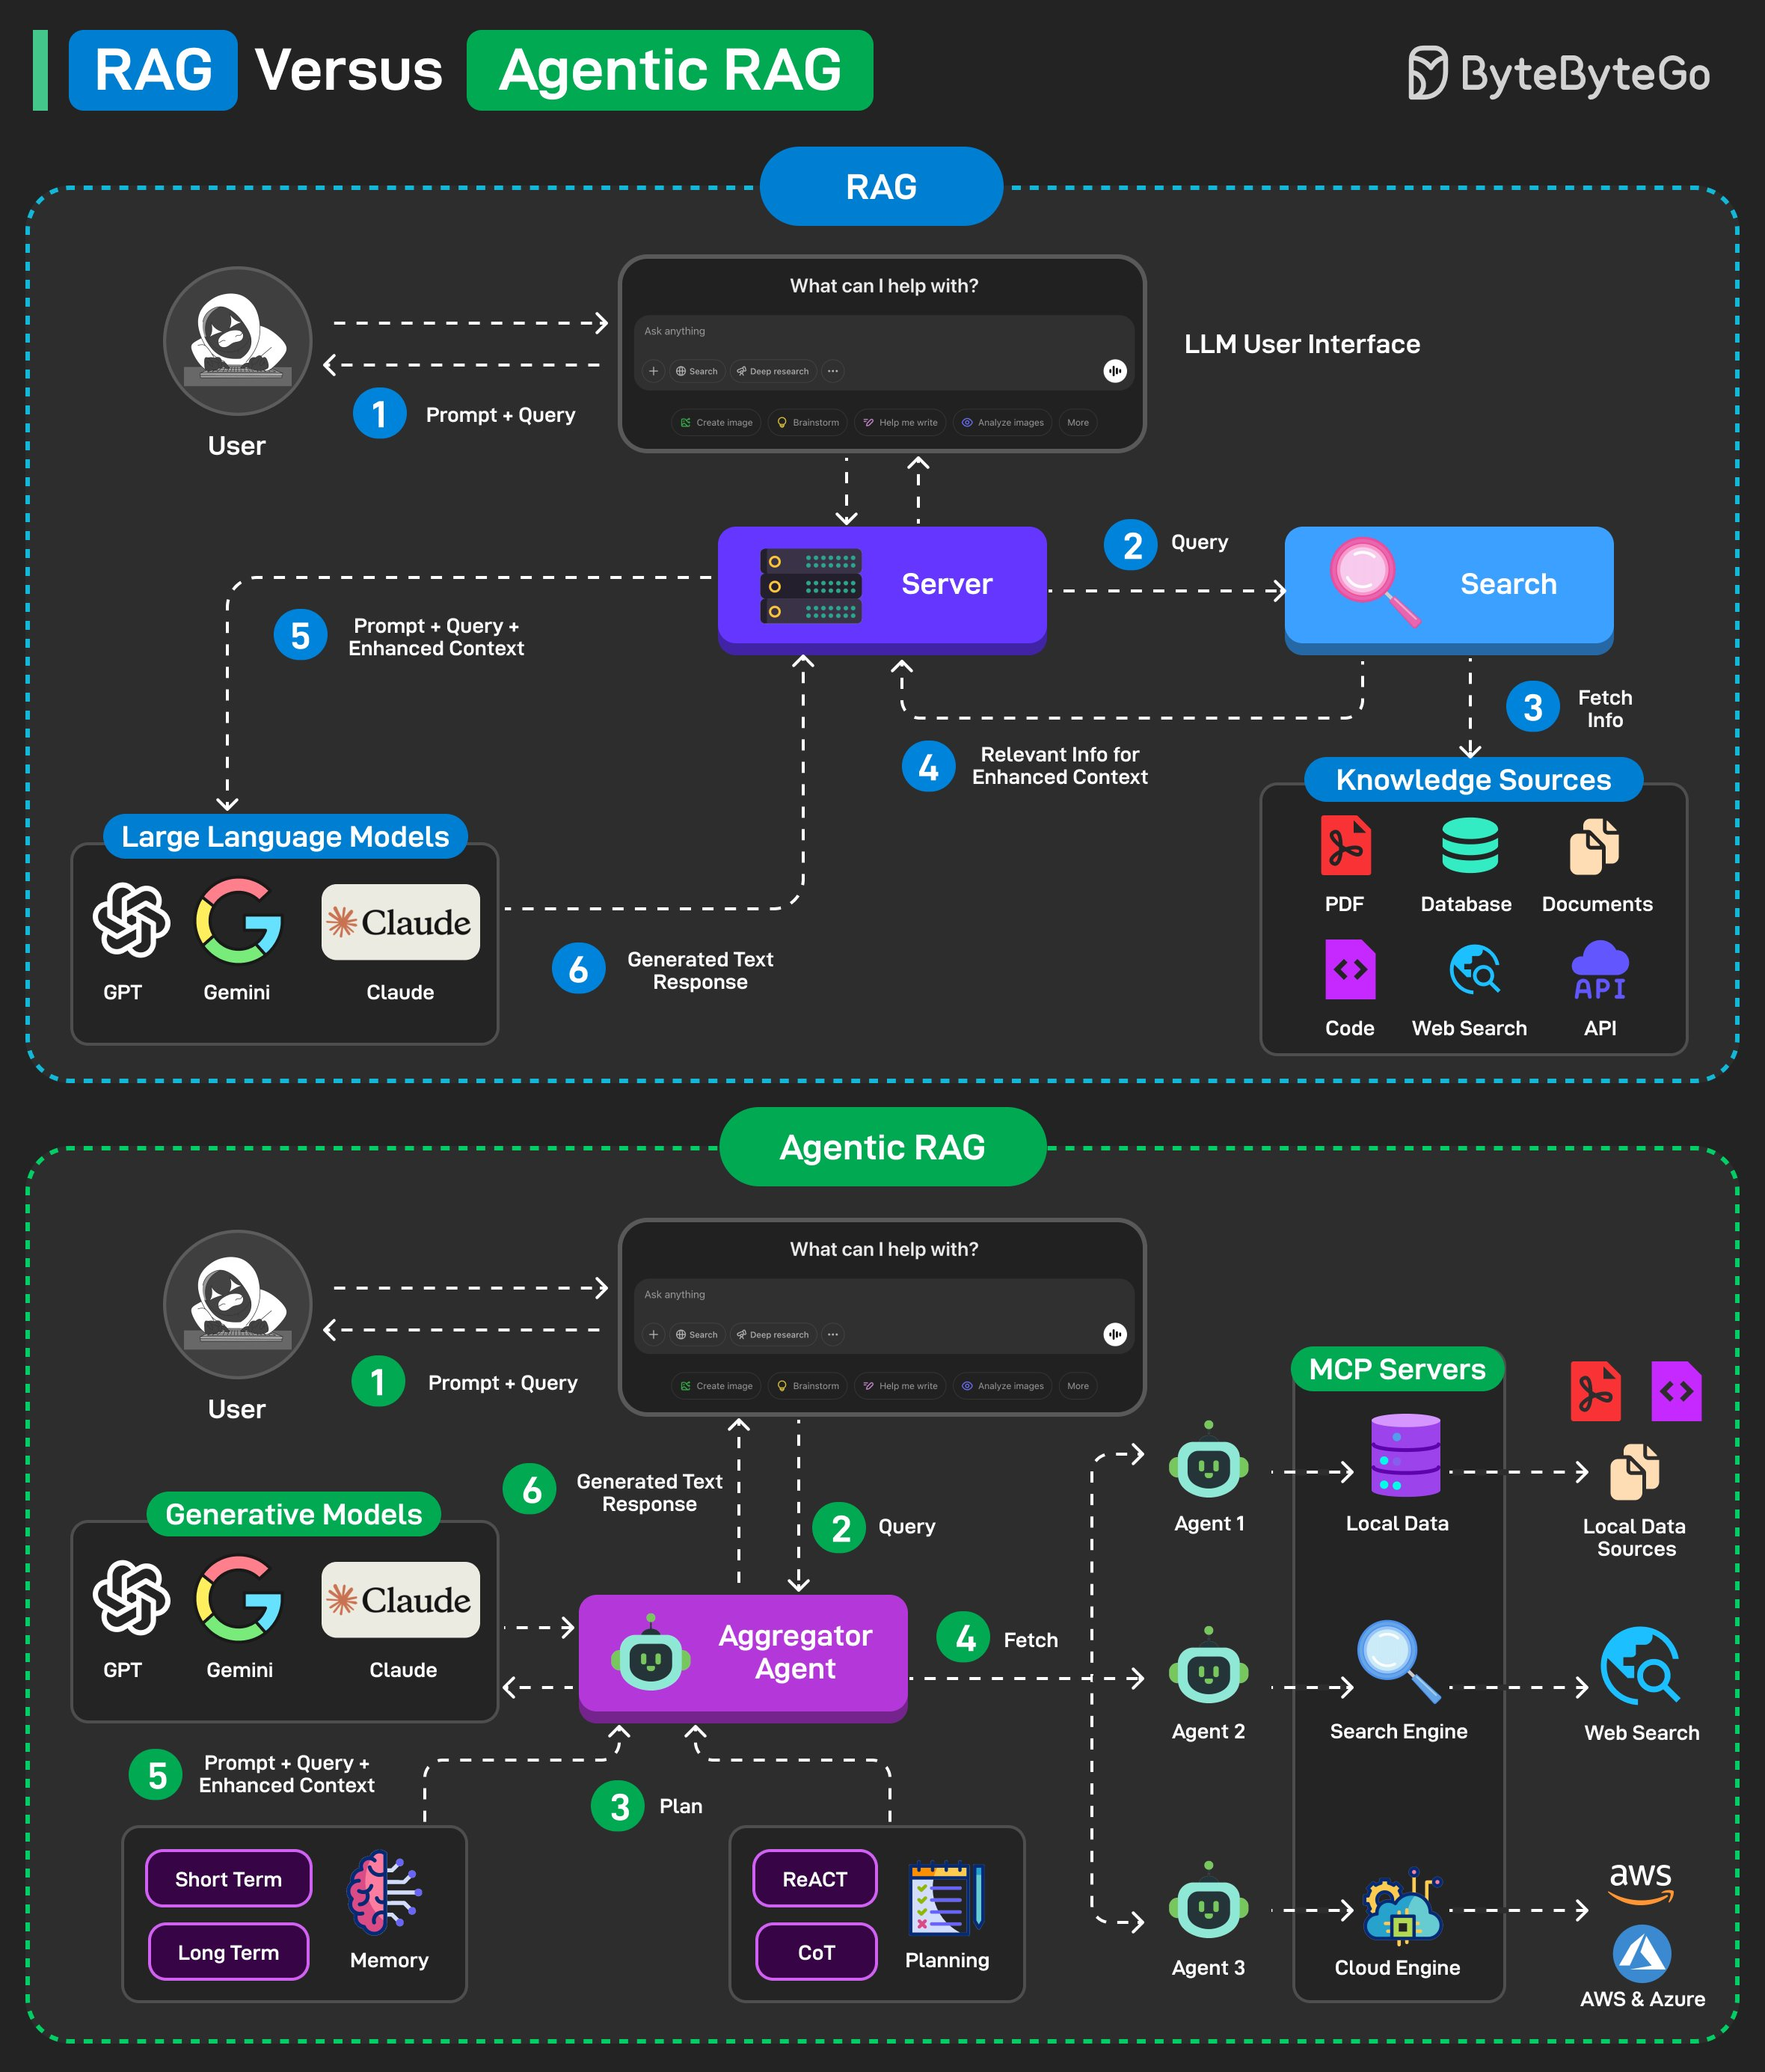 RAG Versus Agentic RAG
ByteByteGo
RAG
What can I help with?
Ask anything
Search
Deep research
Create image
Brainstorm
Help me write
Analyze images
More
LLM User Interface
User
1
Prompt + Query
Server
2
Query
Search
5
Prompt + Query +
Enhanced Context
3
Fetch
Info
4
Relevant Info for
Enhanced Context
Knowledge Sources
PDF
Database
Documents
Code
Web Search
API
API
Large Language Models
Claude
GPT
Gemini
Claude
6
Generated Text
Response
Agentic RAG
What can I help with?
Ask anything
Search
Deep research
Create image
Brainstorm
Help me write
Analyze images
More
User
1
Prompt + Query
6
Generated Text
Response
2
Query
Generative Models
Claude
GPT
Gemini
Claude
Aggregator
Agent
4
Fetch
5
Prompt + Query +
Enhanced Context
3
Plan
Short Term
Long Term
Memory
ReACT
CoT
Planning
MCP Servers
Agent 1
Local Data
Local Data
Sources
Agent 2
Search Engine
Web Search
Agent 3
Cloud Engine
aws
AWS & Azure